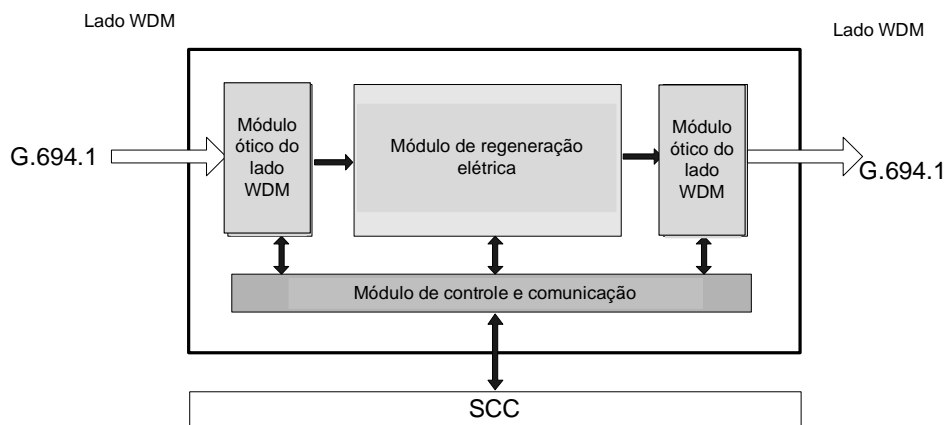 Lado WDM
Lado WDM
G.694.1
Módulo
ótico do
lado
WDM
Módulo de regeneração
elétrica
Módulo
ótico do
lado
WDM
G.694.1
Módulo de controle e comunicação
SCC